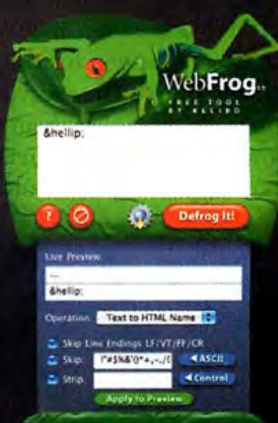 WebFrog
FREE TOOL
BY KELIBO
&hellip;
?
Defrog It!
Live Preview
...
&hellip;
Operation: Text to HTML Name
Skip Line Endings LF/VT/FF/CR
Skip: ASCII
Strip: Control
Apply to Preview